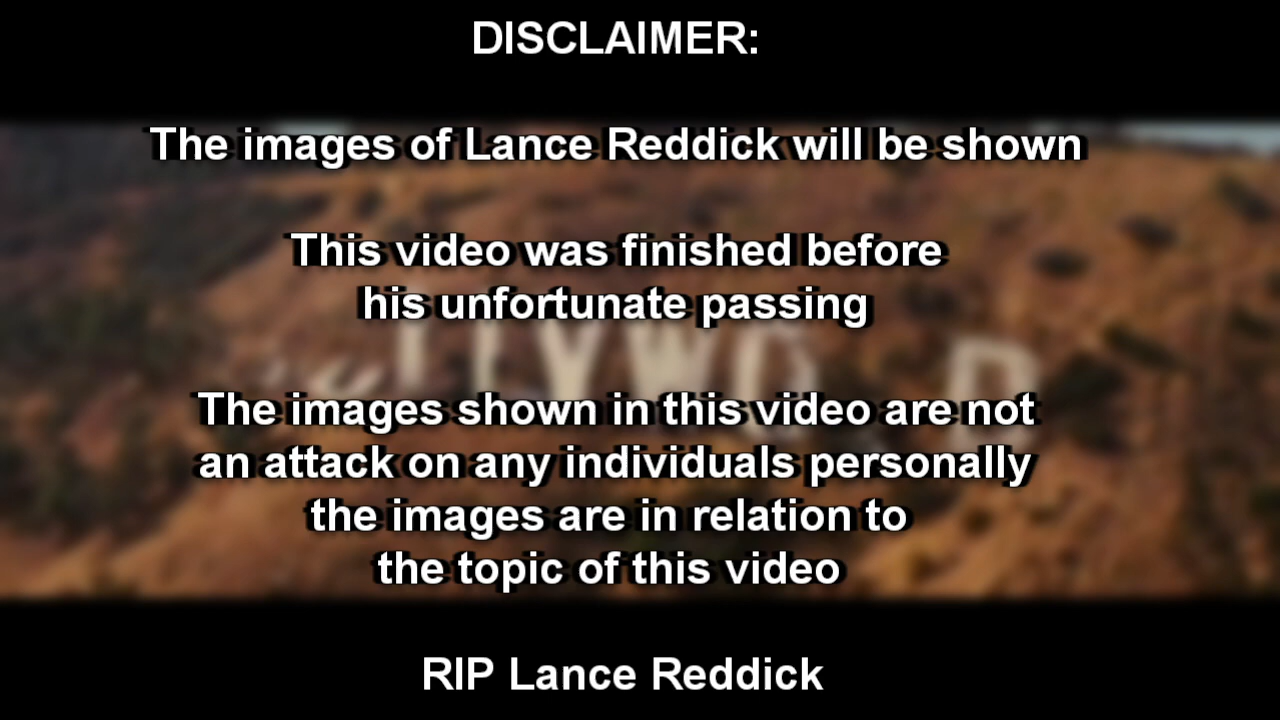 DISCLAIMER:
The images of Lance Reddick will be shown
This video was finished before
his unfortunate passing
The images shown in this video are not
an attack on any individuals personally
the images are in relation to
the topic of this video
RIP Lance Reddick